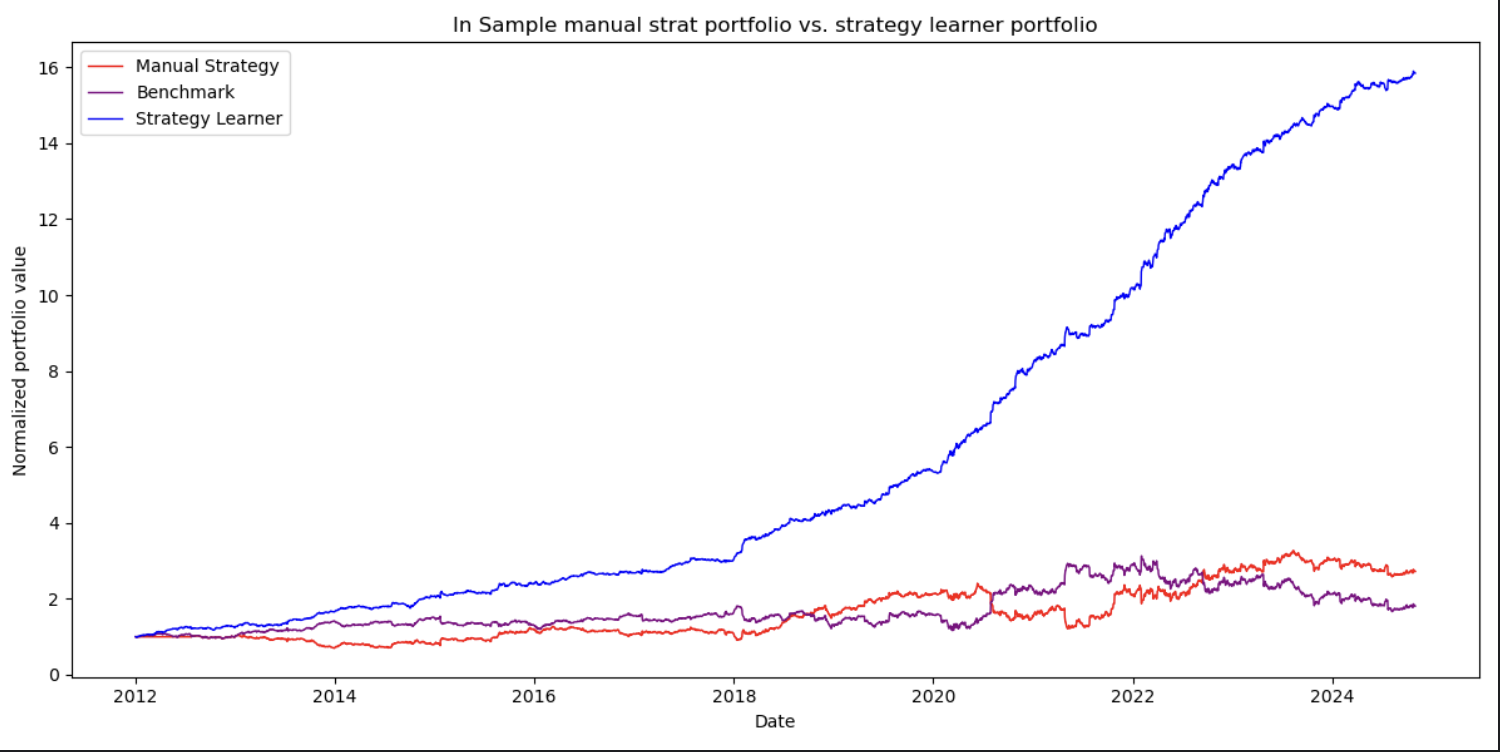 In Sample manual strat portfolio vs. strategy learner portfolio
Manual Strategy
Benchmark
Strategy Learner
Normalized portfolio value
16
14
12
10
8
6
4
2
0
2012 2014 2016 2018 2020 2022 2024
Date